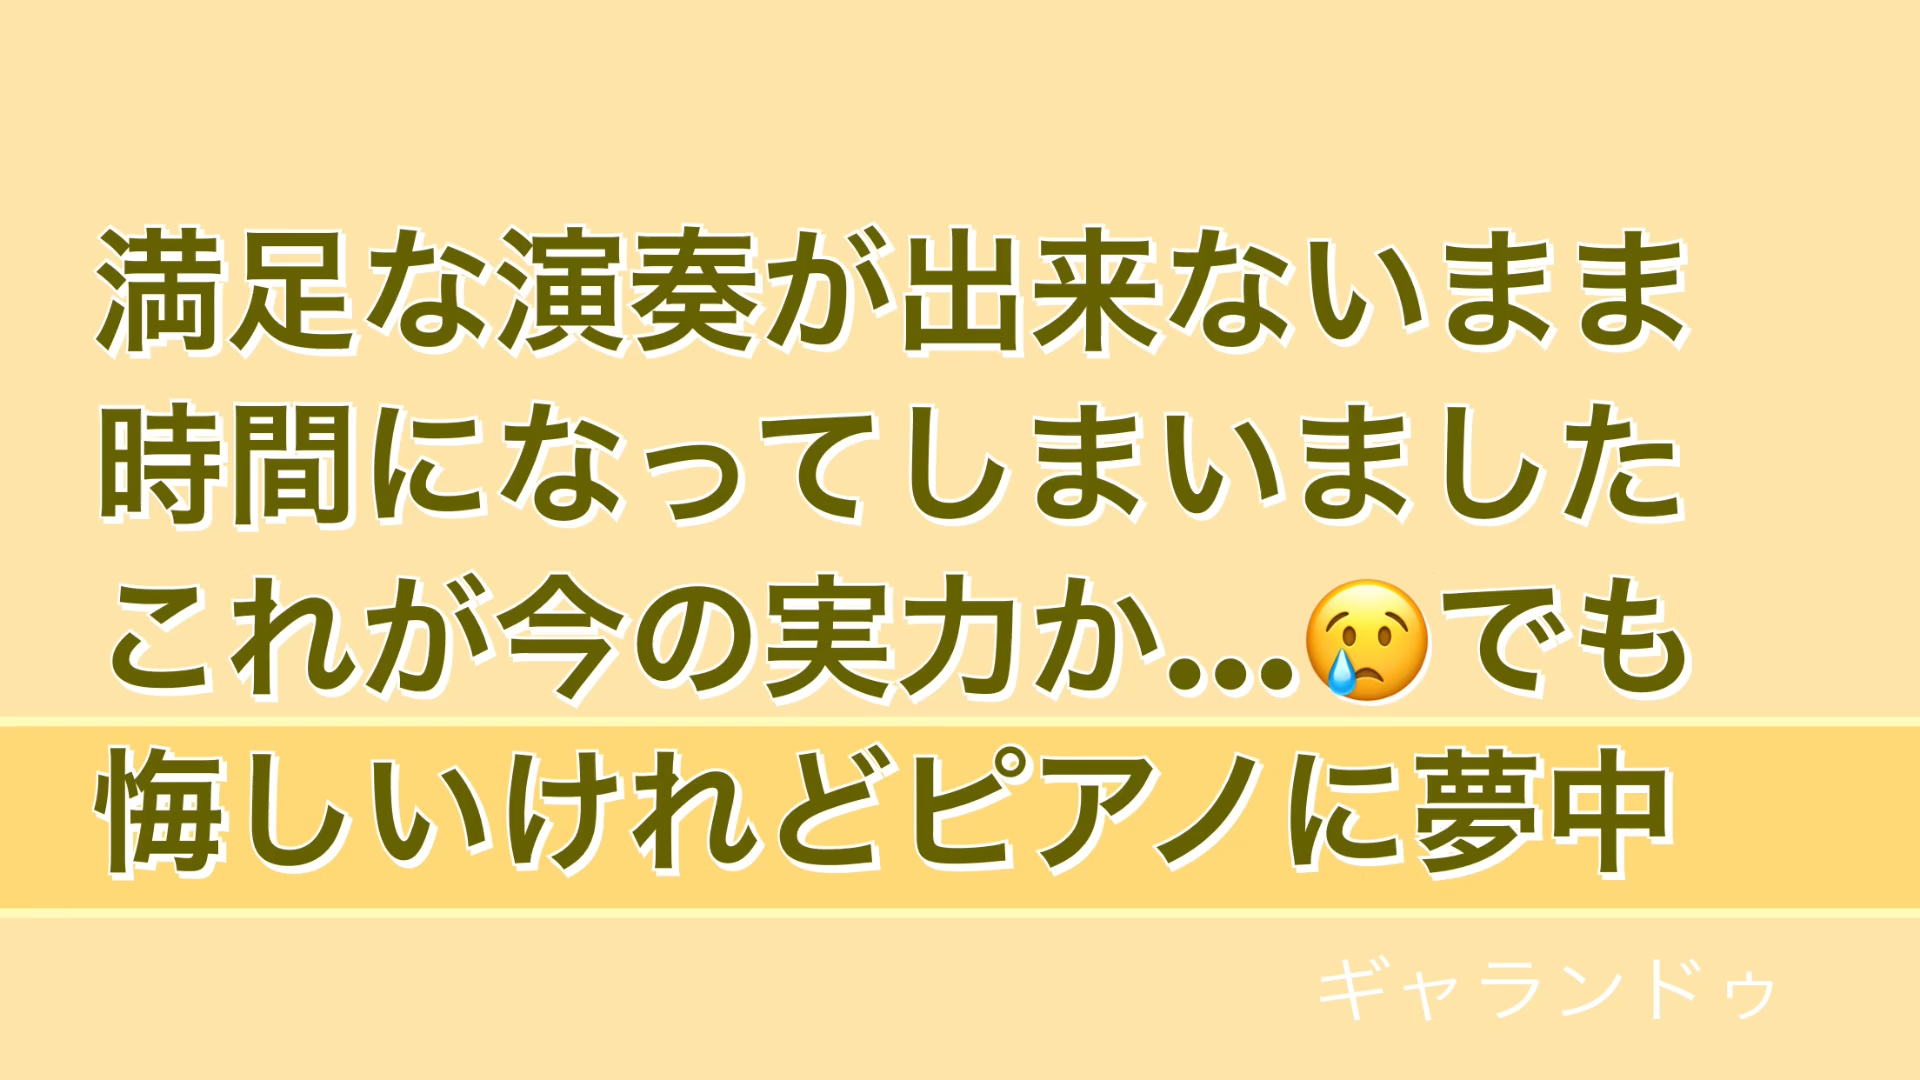 満足な演奏が出来ないまま
時間になってしまいました
これが今の実力か...😢でも
悔しいけれどピアノに夢中
ギャランドゥ